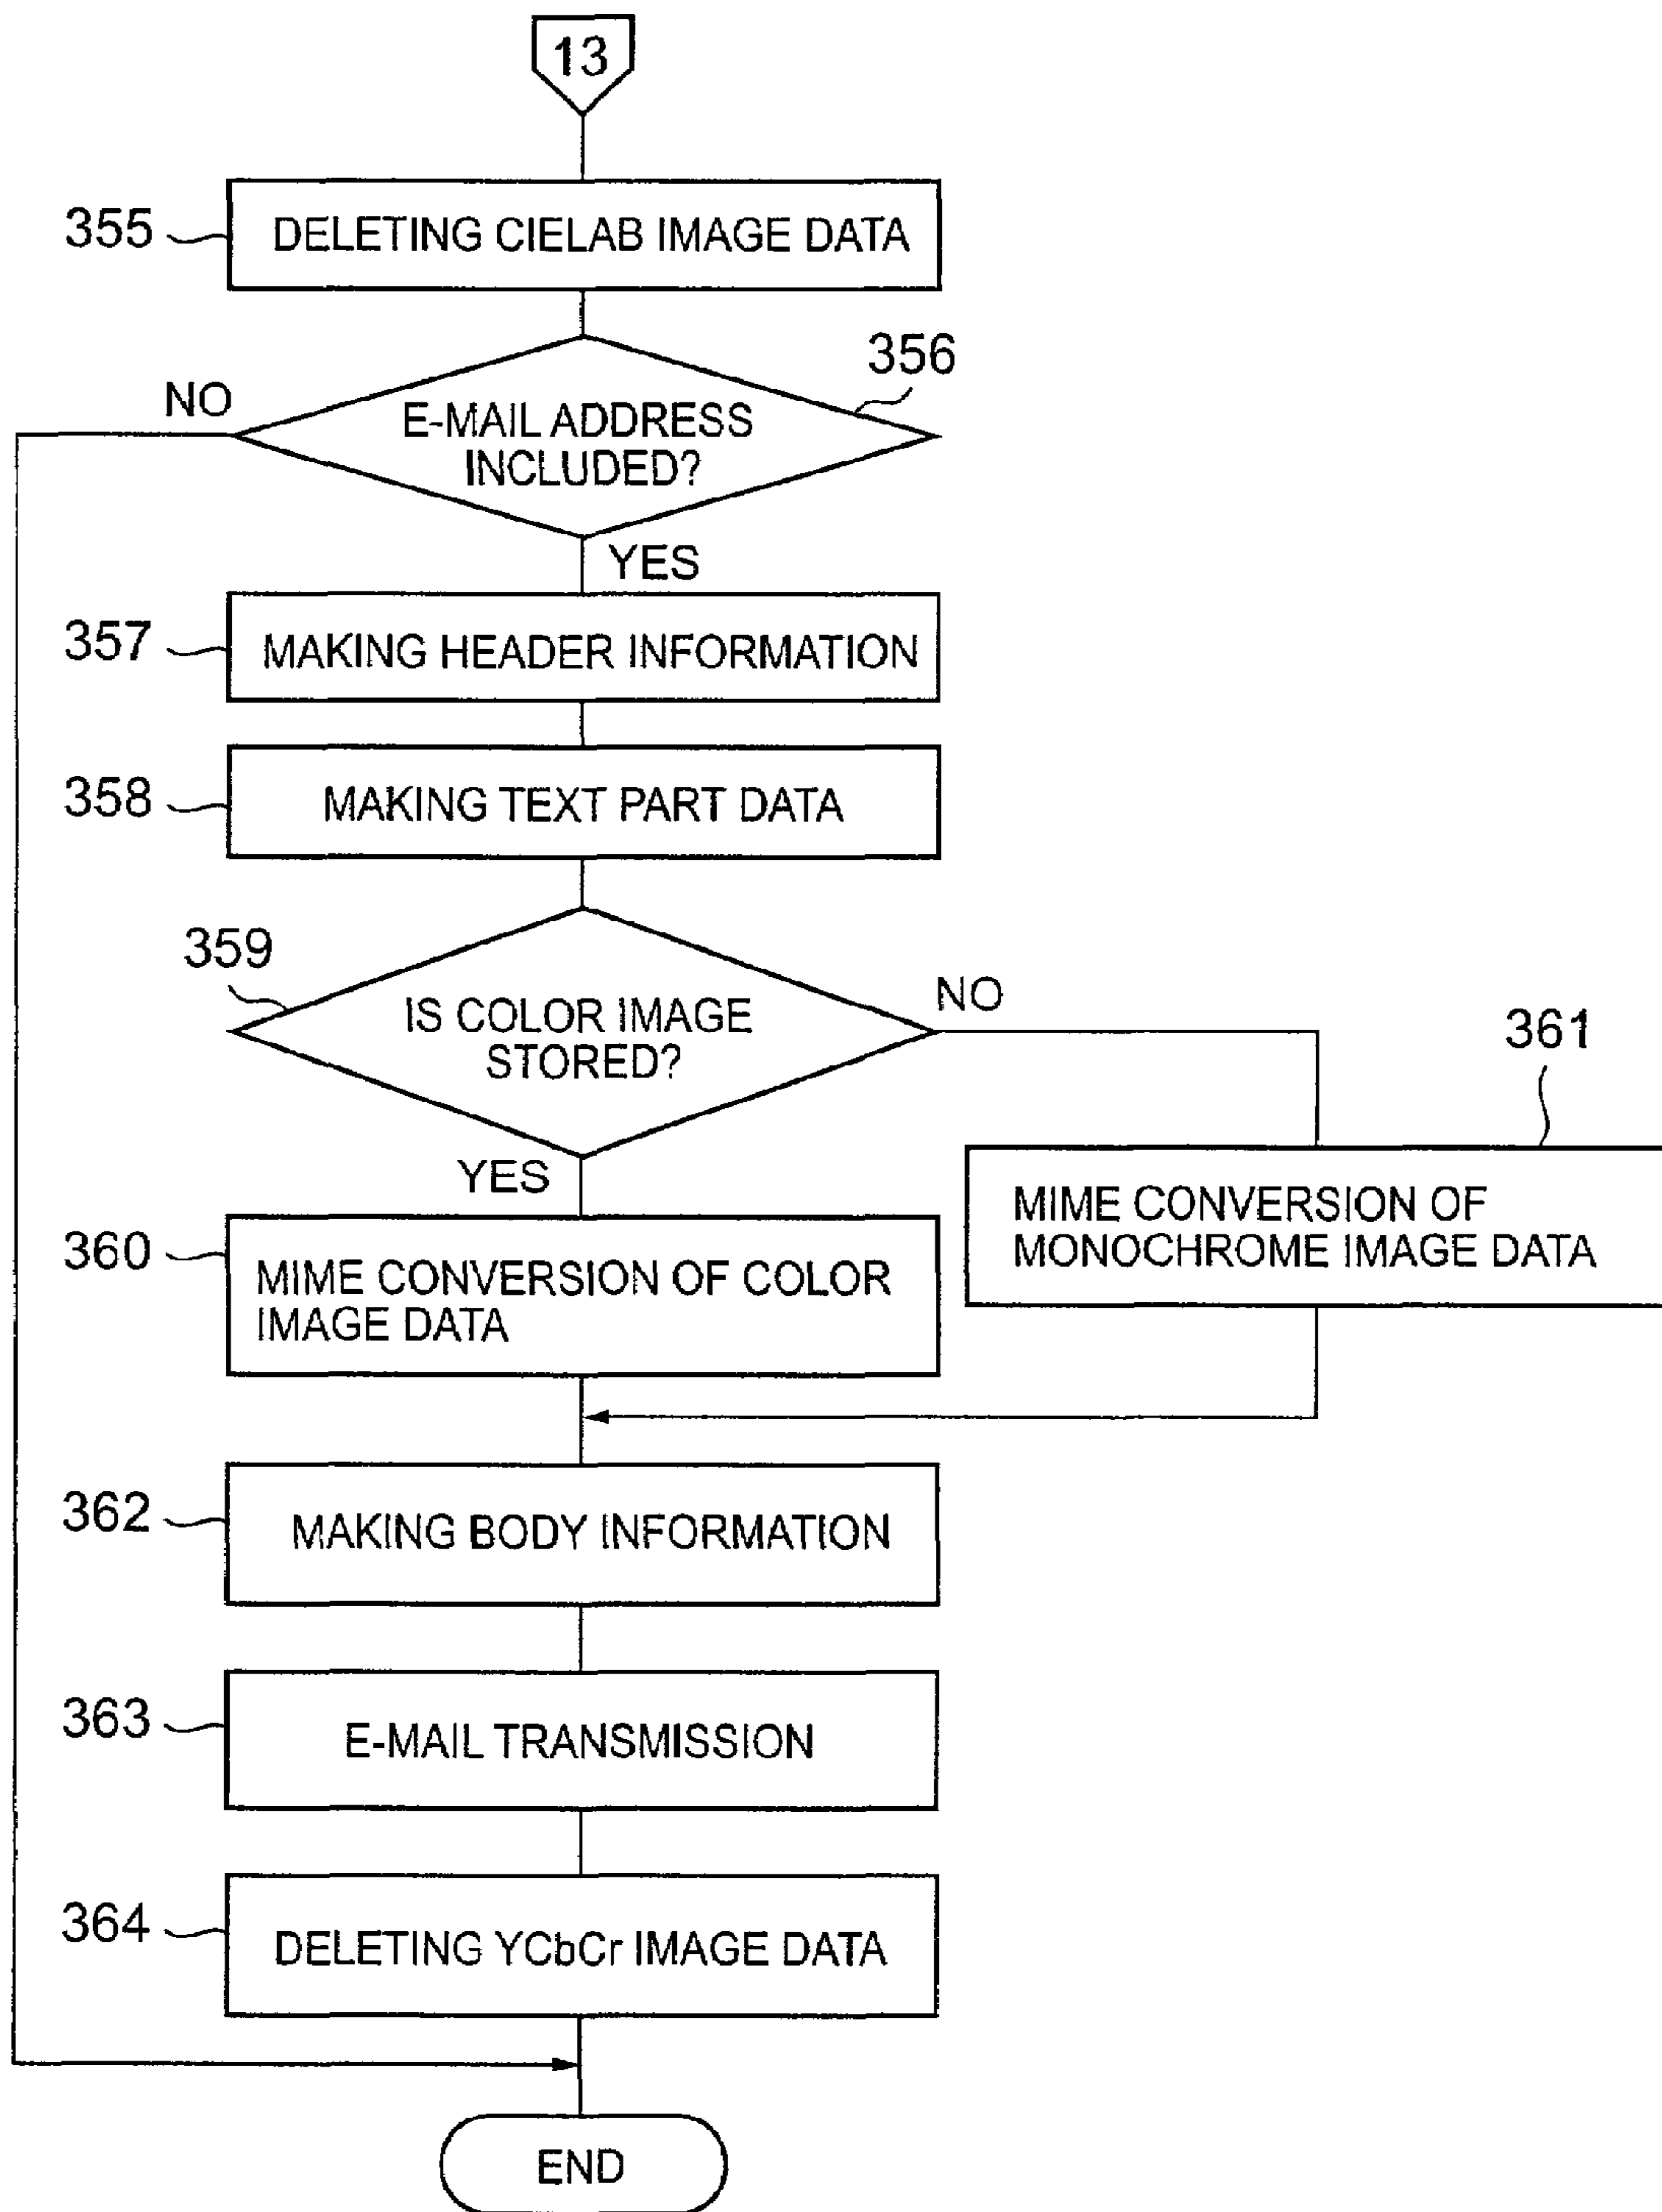 13
355
DELETING CIELAB IMAGE DATA
356
NO
E-MAIL ADDRESS
INCLUDED?
YES
357
MAKING HEADER INFORMATION
358
MAKING TEXT PART DATA
359
IS COLOR IMAGE
STORED?
NO
361
YES
MIME CONVERSION OF
MONOCHROME IMAGE DATA
360
MIME CONVERSION OF COLOR
IMAGE DATA
362
MAKING BODY INFORMATION
363
E-MAIL TRANSMISSION
364
DELETING YCbCr IMAGE DATA
END